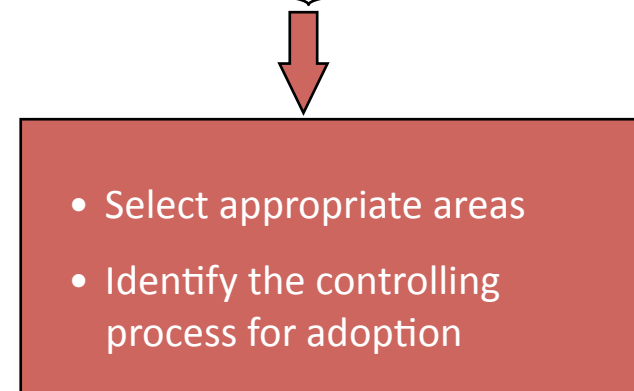 • Select appropriate areas
• Identify the controlling
process for adoption